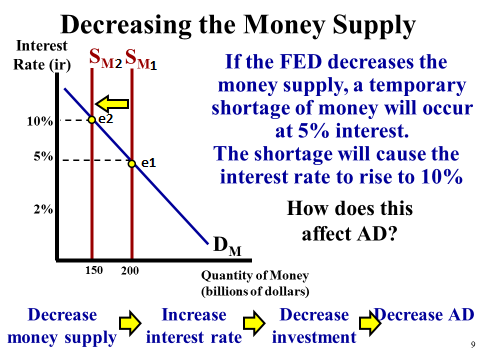 Decreasing the Money Supply
Interest
Rate (ir)
SM2 SM1
If the FED decreases the
money supply, a temporary
shortage of money will occur
at 5% interest.
The shortage will cause the
interest rate to rise to 10%
How does this
affect AD?
10%
e2
5%
e1
2%
DM
150 200
Quantity of Money
(billions of dollars)
Decrease
money supply
Increase
interest rate
Decrease
investment
Decrease AD
9